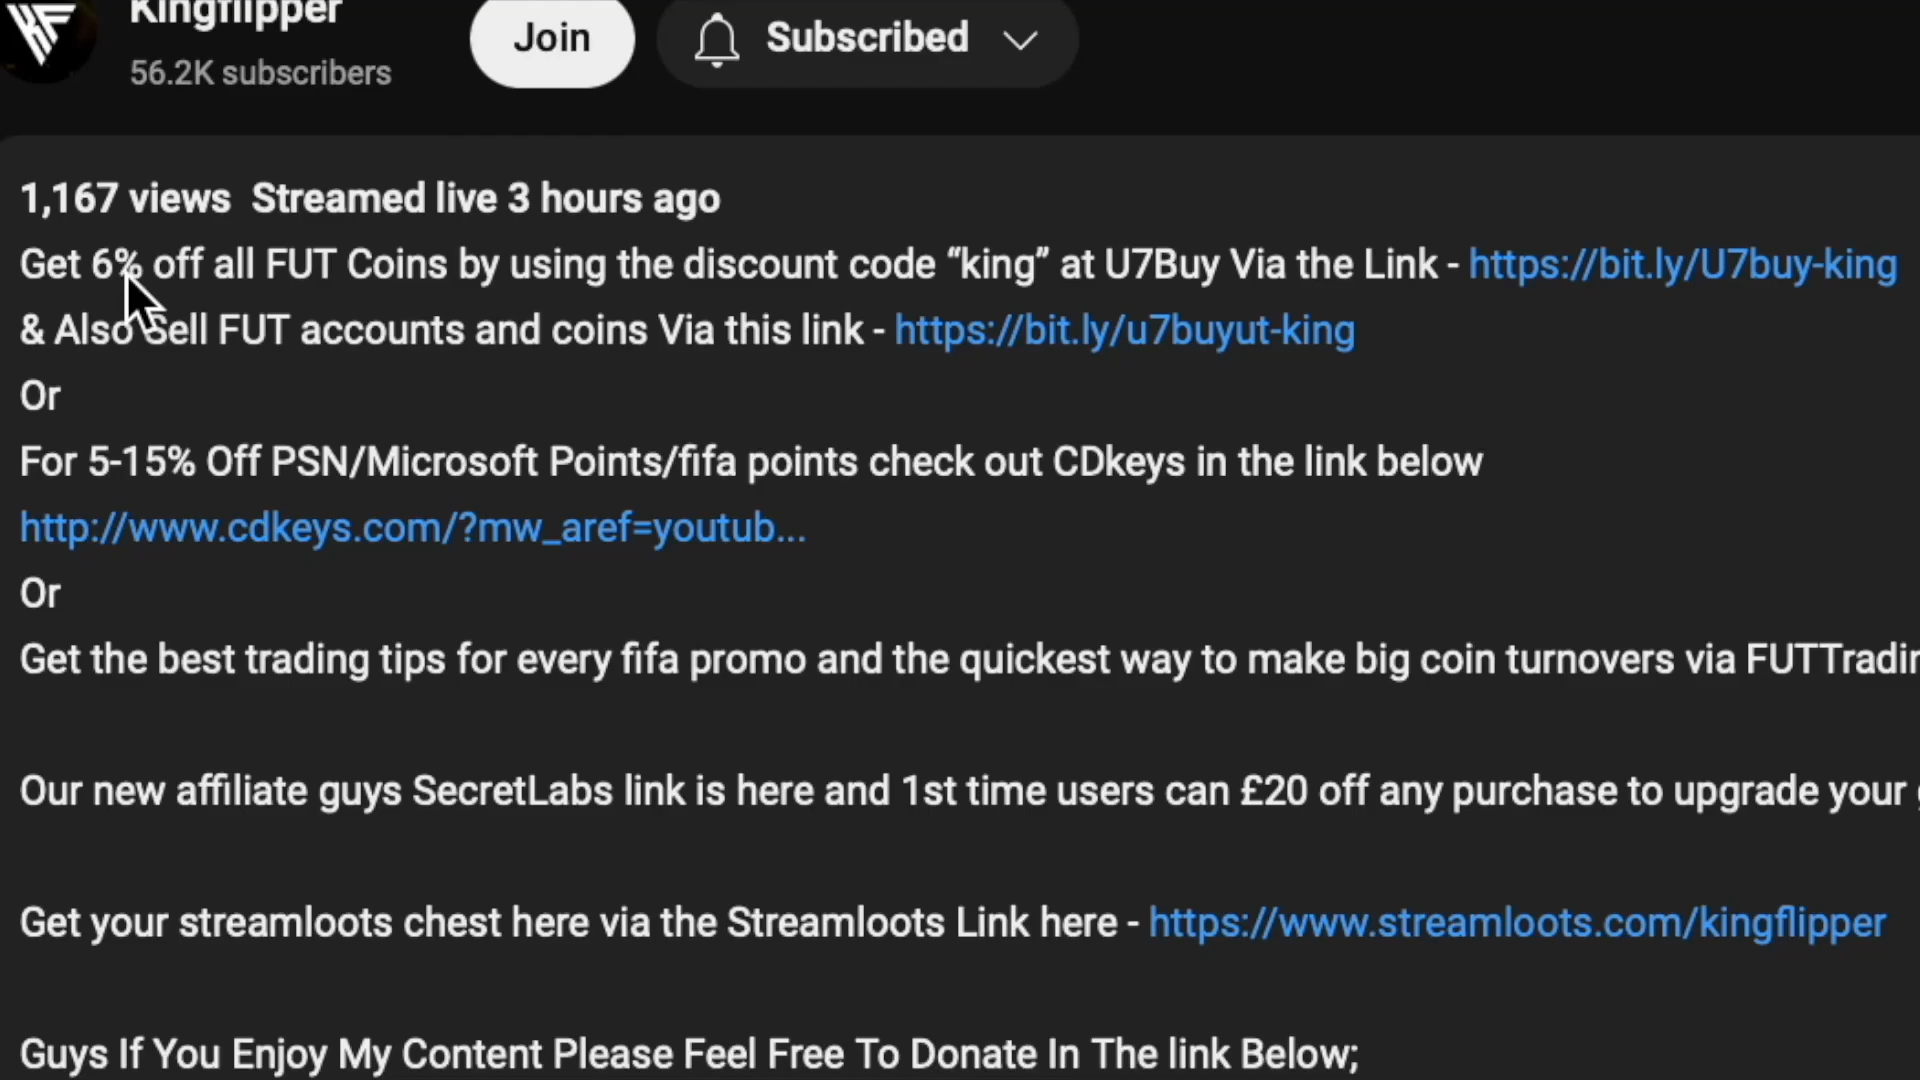 Kingflipper
Join
Subscribed
56.2K subscribers
1,167 views Streamed live 3 hours ago
Get 6% off all FUT Coins by using the discount code “king” at U7Buy Via the Link - https://bit.ly/U7buy-king
& Also Sell FUT accounts and coins Via this link - https://bit.ly/u7buyut-king
Or
For 5-15% Off PSN/Microsoft Points/fifa points check out CDkeys in the link below
http://www.cdkeys.com/?mw_aref=youtub...
Or
Get the best trading tips for every fifa promo and the quickest way to make big coin turnovers via
Our new affiliate guys SecretLabs link is here and 1st time users can £20 off any purchase to upgrade your
Get your streamloots chest here via the Streamloots Link here - https://www.streamloots.com/kingflipper
Guys If You Enjoy My Content Please Feel Free To Donate In The link Below;